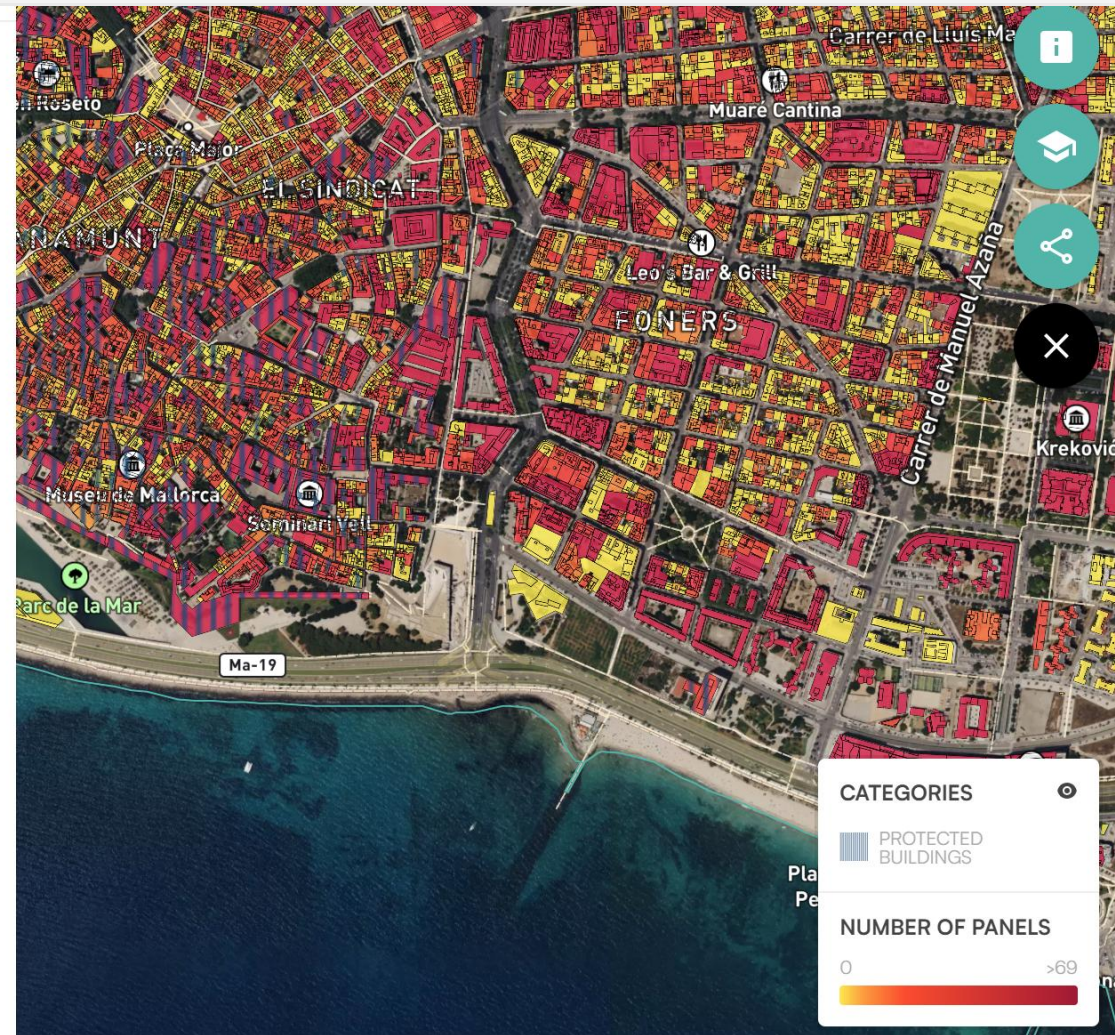 Carrer de Lluís Ma
Roseto
Muaré Cantina
Plaça Major
EL SINDICAT
ANAMUNT
Leo's Bar & Grill
FONERS
Carrer de Manuel Azaña
Krekovic
Museu de Mallorca
Seminari Vell
Parc de la Mar
Ma-19
CATEGORIES
PROTECTED
BUILDINGS
Pla
Pe
NUMBER OF PANELS
0
>69